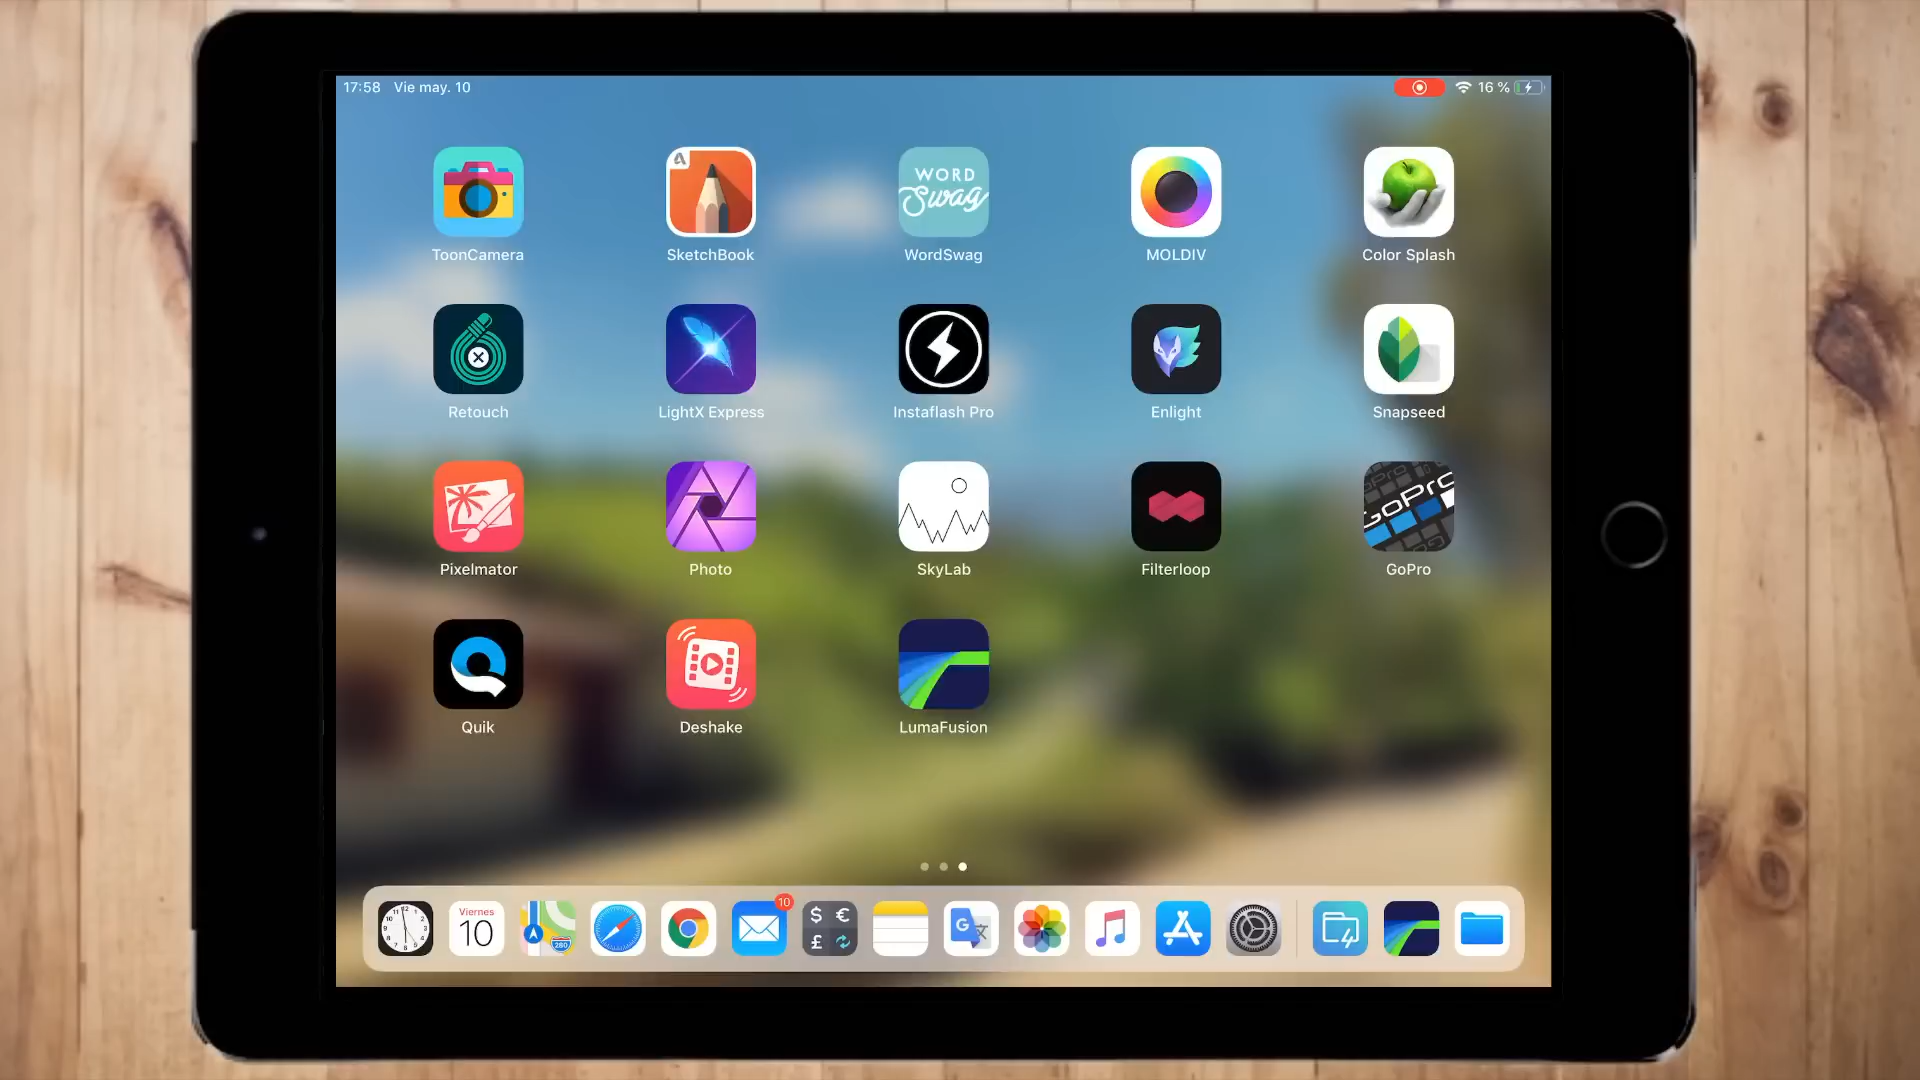 17:58 Vie may. 10
16 %
WORD
Swag
ToonCamera
SketchBook
WordSwag
MOLDIV
Color Splash
Retouch
LightX Express
Instaflash Pro
Enlight
Snapseed
GoPro
Pixelmator
Photo
SkyLab
Filterloop
GoPro
Quik
Deshake
LumaFusion
Viernes
10
280
10
$ €
£
G